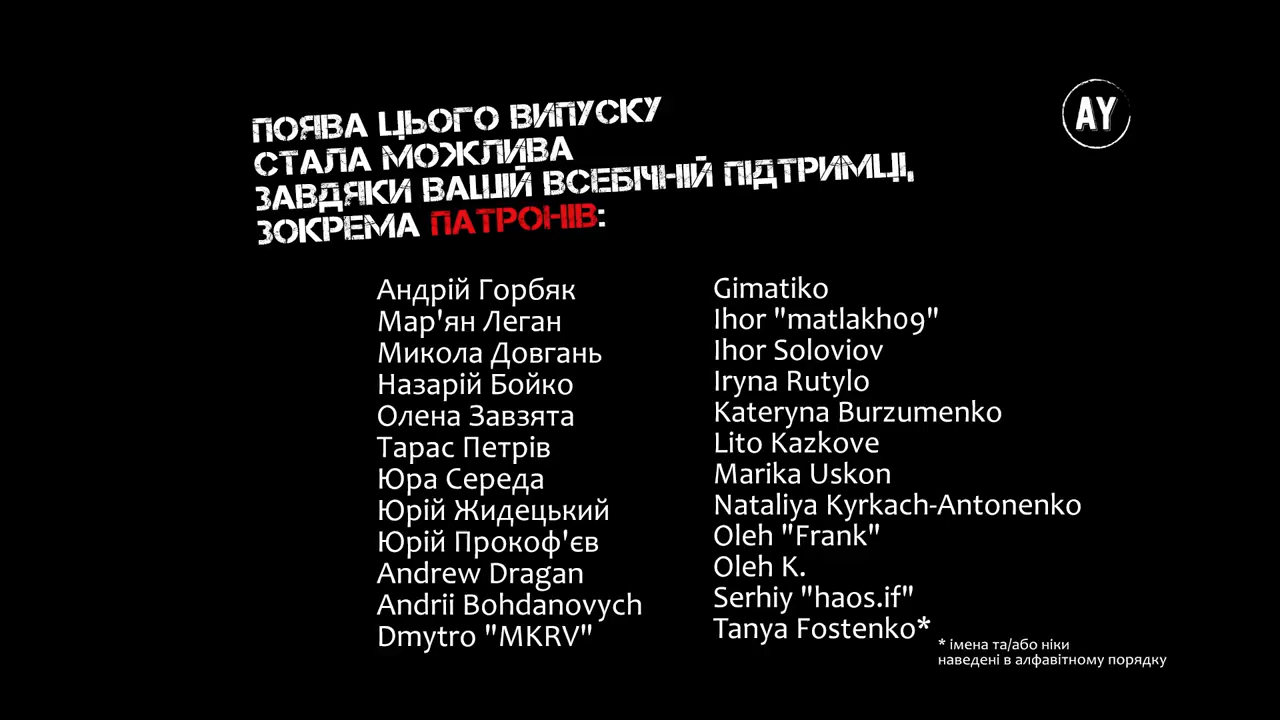 ПОЯВА ЦЬОГО ВИПУСКУ
СТАЛА МОЖЛИВА
ЗАВДЯКИ ВАШІЙ ВСЕБІЧНІЙ ПІДТРИМЦІ,
ЗОКРЕМА ПАТРОНІВ:
AY
Андрій Горбяк
Мар'ян Леган
Микола Довгань
Назарій Бойко
Олена Завзята
Тарас Петрів
Юра Середа
Юрій Жидецький
Юрій Прокоф'єв
Andrew Dragan
Andrii Bohdanovych
Dmytro "MKRV"
Gimatiko
Ihor "matlakh09"
Ihor Soloviov
Iryna Rutylo
Kateryna Burzumenko
Lito Kazkove
Marika Uskon
Nataliya Kyrkach-Antonenko
Oleh "Frank"
Oleh K.
Serhiy "haos.if"
Tanya Fostenko*
* імена та/або ніки
наведені в алфавітному порядку